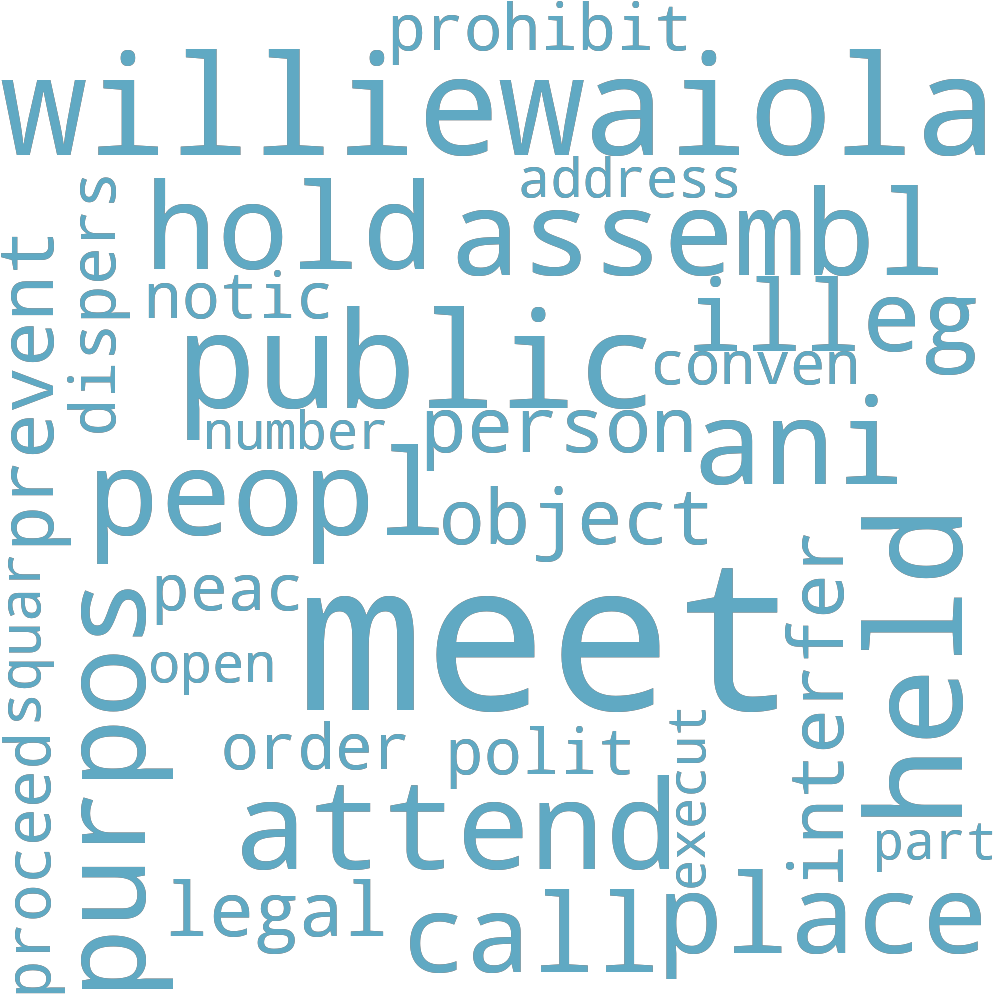 prohibit
williewaiola
address
hold
assembl
dispers
notic
illeg
prevent
public
conven
number
person
ani
peopl
object
held
squar
peac
meet
interfer
purpos
open
order
polit
execut
proceed
attend
part
legal
call
place